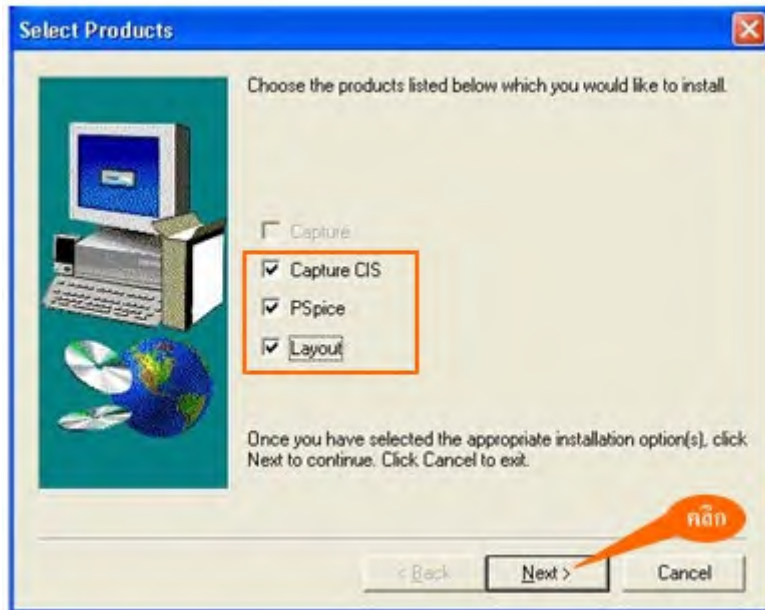 Select Products
Choose the products listed below which you would like to install.
Capture
Capture CIS
PSpice
Layout
Once you have selected the appropriate installation option(s), click
Next to continue. Click Cancel to exit.
คลิก
< Back
Next >
Cancel